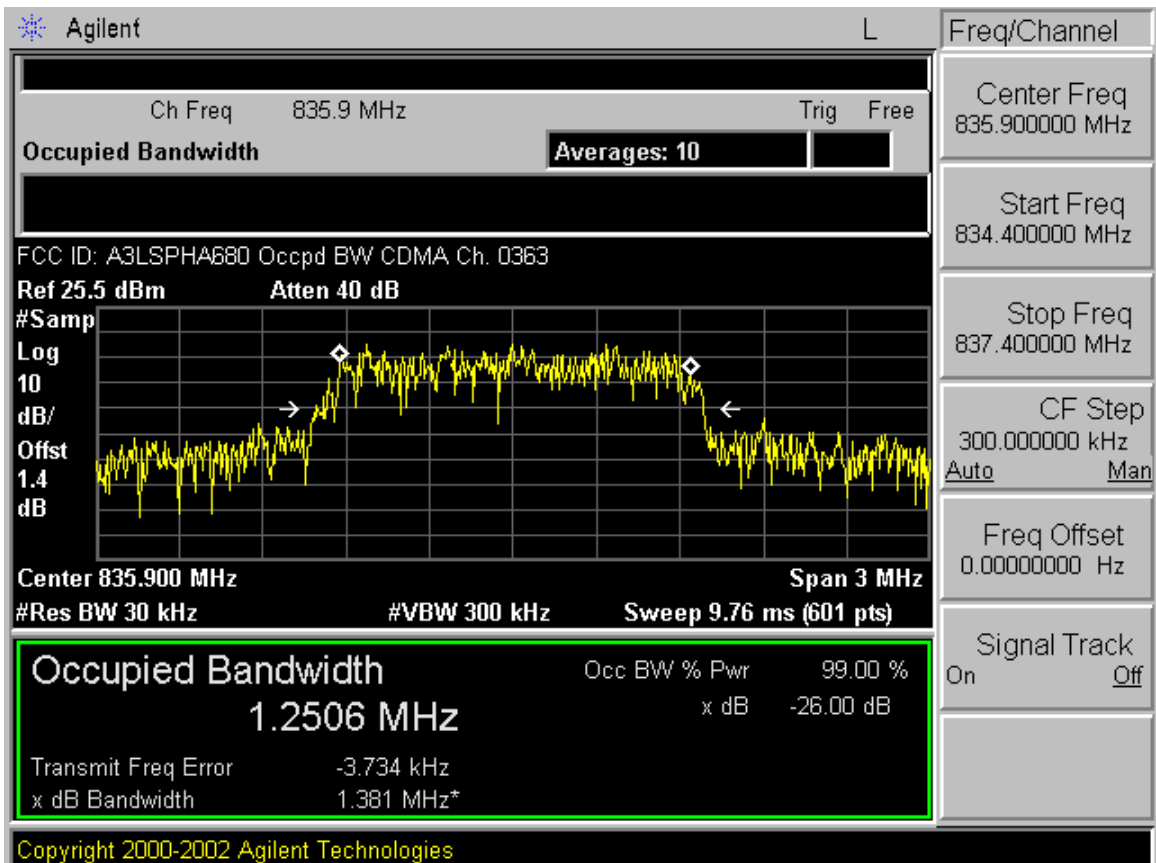 Agilent L
Freq/Channel
Ch Freq 835.9 MHz Trig Free
Occupied Bandwidth Averages: 10
FCC ID: A3LSPHA680 Occpd BW CDMA Ch. 0363
Ref 25.5 dBm Atten 40 dB
#Samp
Log
10
dB/
Offst
1.4
dB
Center 835.900 MHz Span 3 MHz
#Res BW 30 kHz #VBW 300 kHz Sweep 9.76 ms (601 pts)
Occupied Bandwidth
1.2506 MHz
Occ BW % Pwr 99.00 %
x dB -26.00 dB
Transmit Freq Error -3.734 kHz
x dB Bandwidth 1.381 MHz*
Copyright 2000-2002 Agilent Technologies
Center Freq
835.900000 MHz
Start Freq
834.400000 MHz
Stop Freq
837.400000 MHz
CF Step
300.000000 kHz
Auto Man
Freq Offset
0.00000000 Hz
Signal Track
On Off